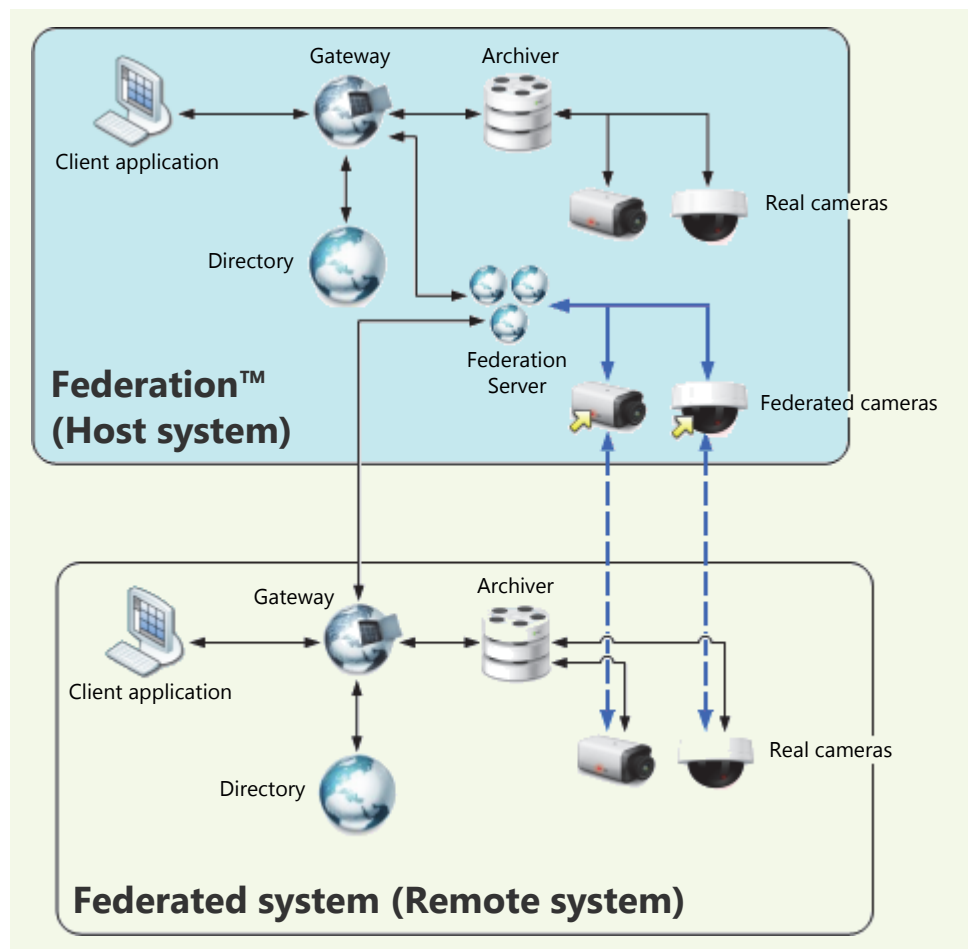 Gateway
Archiver
Client application
Real cameras
Directory
Federation
Server
Federation™
(Host system)
Federated cameras
Archiver
Gateway
Client application
Real cameras
Directory
Federated system (Remote system)